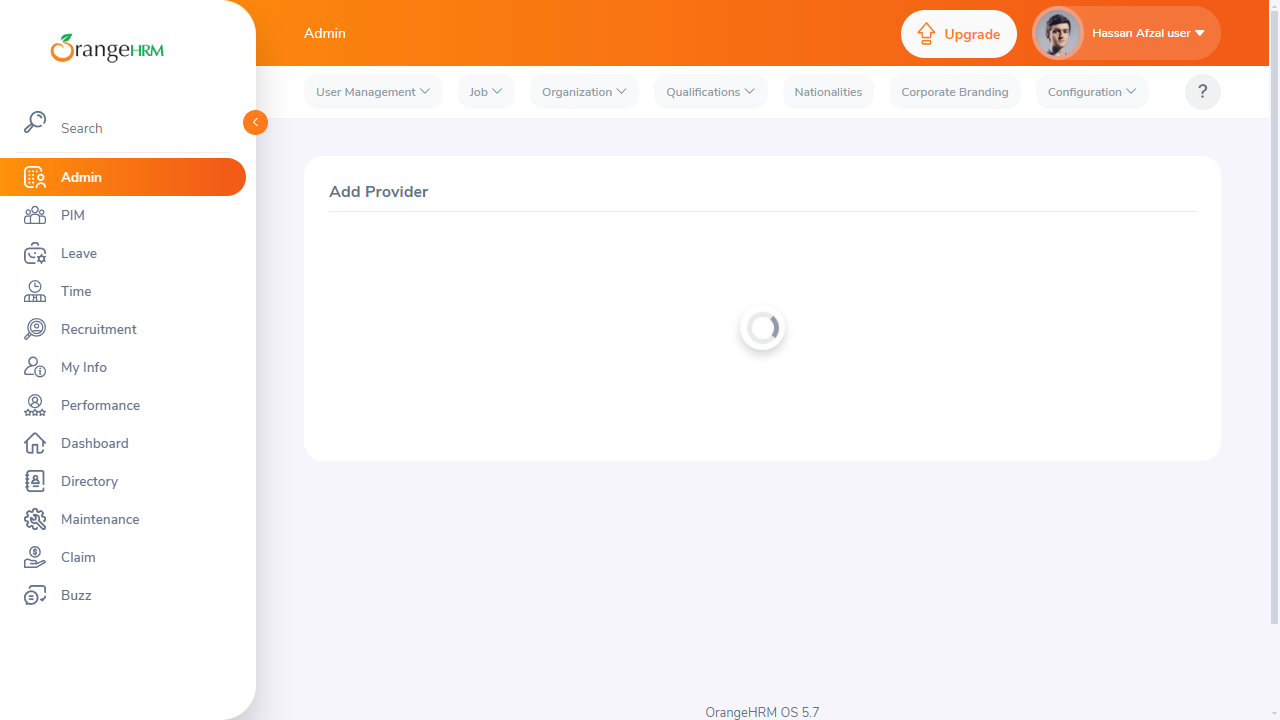 OrangeHRM
Admin
Upgrade
Hassan Afzal user
User Management
Job
Organization
Qualifications
Nationalities
Corporate Branding
Configuration
?
Search
Admin
PIM
Leave
Time
Recruitment
My Info
Performance
Dashboard
Directory
Maintenance
Claim
Buzz
Add Provider
OrangeHRM OS 5.7